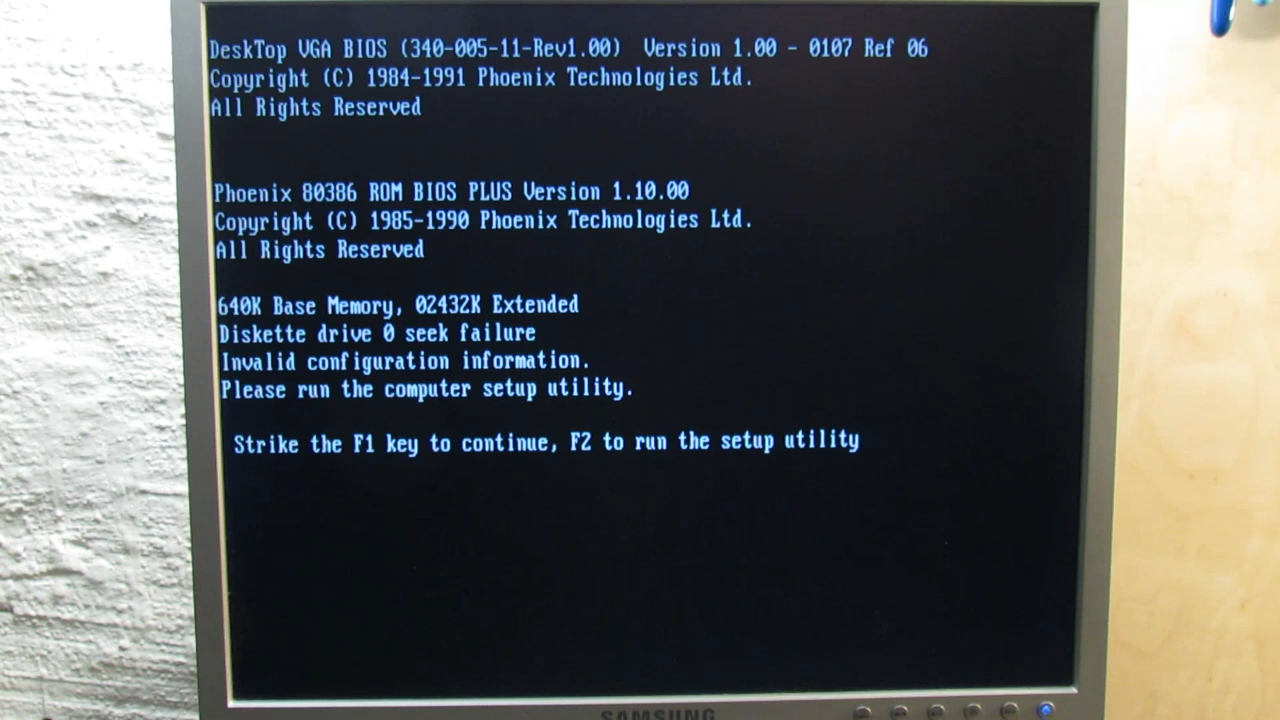 DeskTop VGA BIOS (340-005-11-Rev1.00)  Version 1.00 - 0107 Ref 06
Copyright (C) 1984-1991 Phoenix Technologies Ltd.
All Rights Reserved
Phoenix 80386 ROM BIOS PLUS Version 1.10.00
Copyright (C) 1985-1990 Phoenix Technologies Ltd.
All Rights Reserved
640K Base Memory, 02432K Extended
Diskette drive 0 seek failure
Invalid configuration information.
Please run the computer setup utility.
Strike the F1 key to continue, F2 to run the setup utility
SAMSUNG